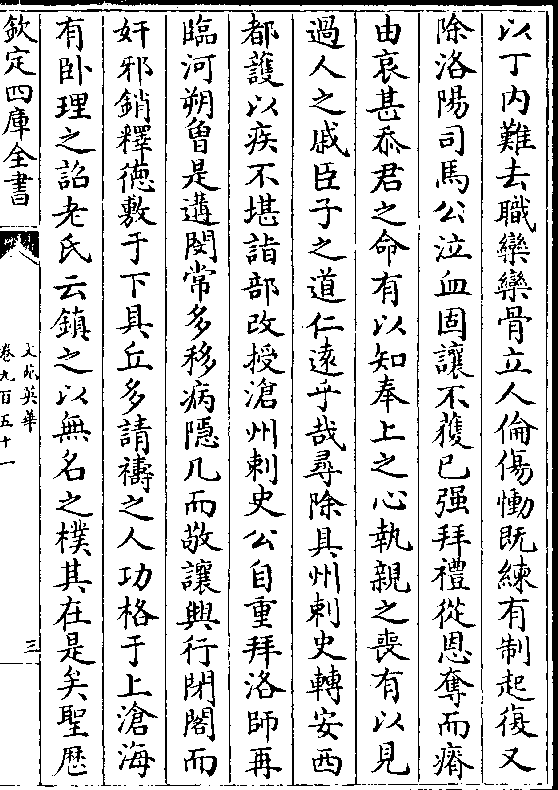 以丁内難去職欒欒骨立人倫傷慟既練有制起復又
除洛陽司馬公泣血固讓不獲已强拜禮從恩奪而瘠
由哀甚忝君之命有以知奉上之心執親之喪有以見
過人之戚臣子之道仁遠乎哉尋除具州刺史轉安西
都護以疾不堪詣部改授滄州刺史公自重拜洛師再
臨河朔曾是遘閔常多移病隠几而敬讓興行閉閤而
奸邪銷釋徳敷于下具丘多請禱之人功格于上滄海
有卧理之詔老氏云鎮之以無名之樸其在是矣聖歴
欽定四庫全書
文苑英華
卷九百五十一
三